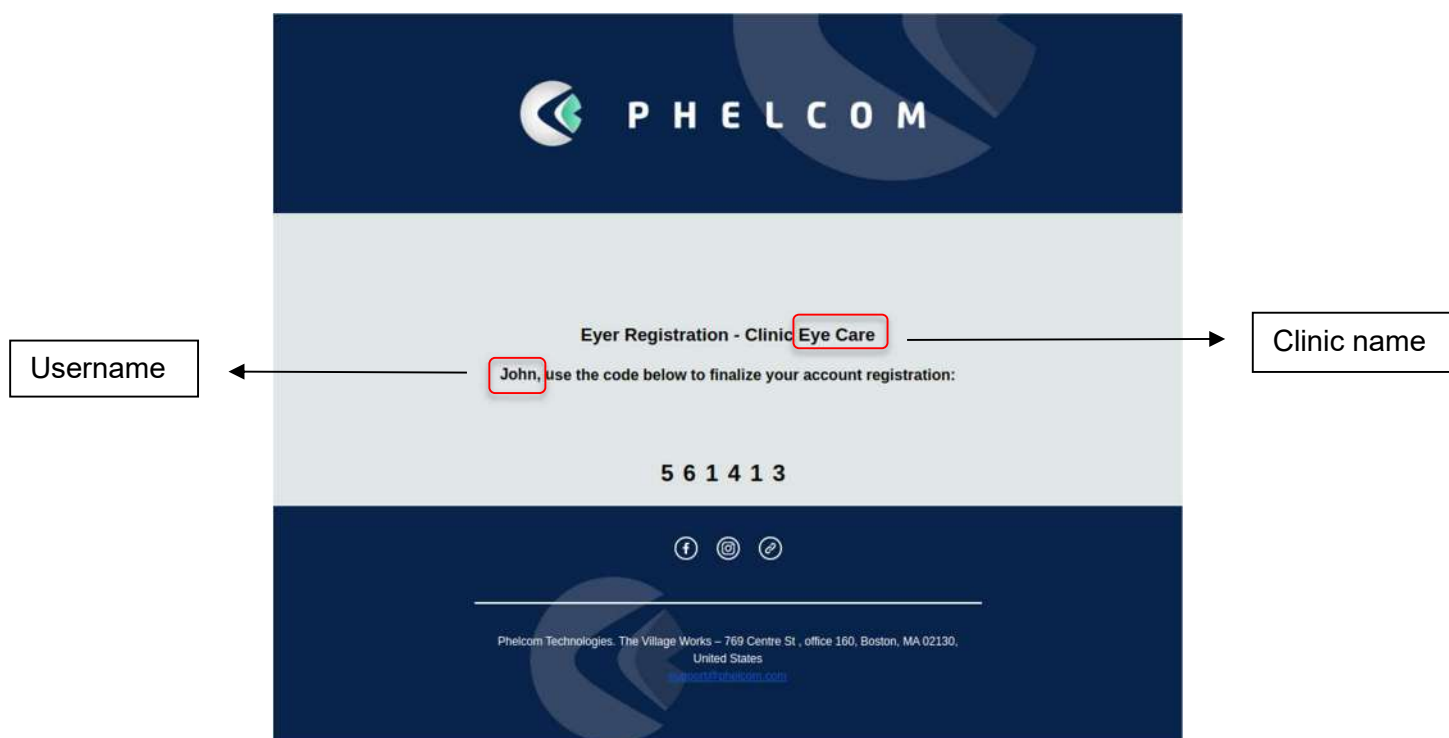 PHELCOM
Eyer Registration - Clinic Eye Care
Clinic name
Username
John, use the code below to finalize your account registration:
5 6 1 4 1 3
Phelcom Technologies. The Village Works – 769 Centre St , office 160, Boston, MA 02130,
United States
support@phelcom.com